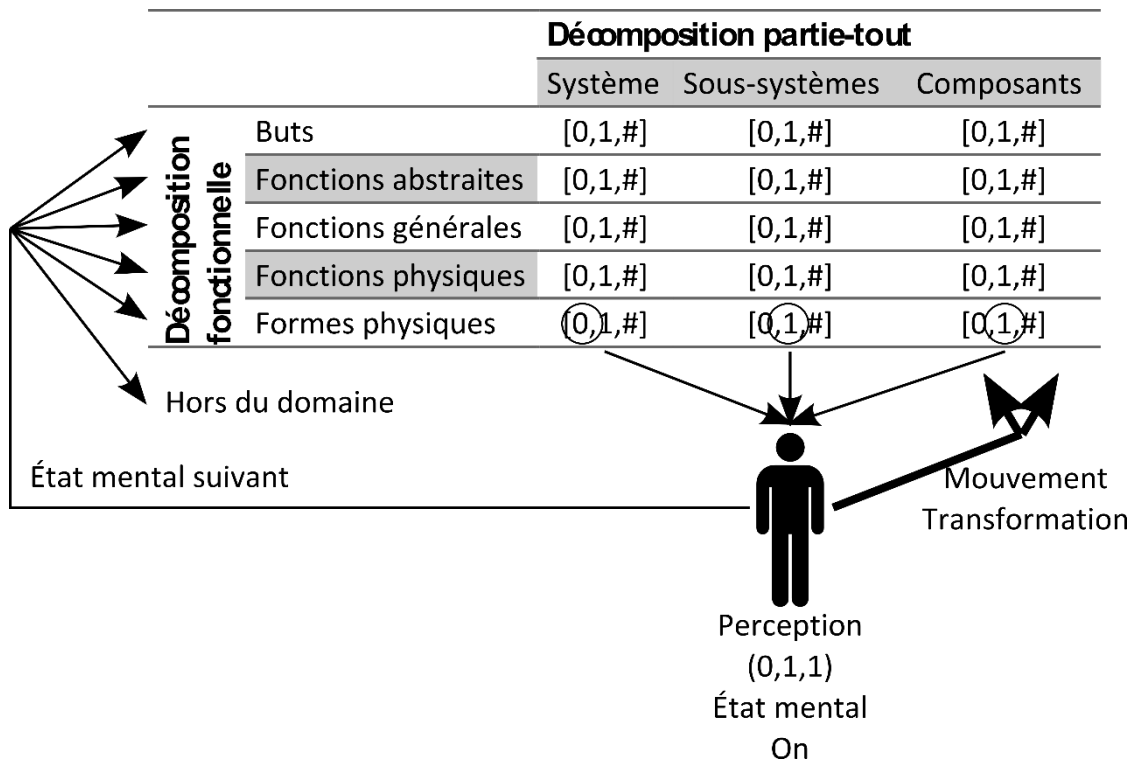 Décomposition partie-tout
Système Sous-systèmes Composants
Décomposition
fonctionnelle
Buts [0,1,#] [0,1,#] [0,1,#]
Fonctions abstraites [0,1,#] [0,1,#] [0,1,#]
Fonctions générales [0,1,#] [0,1,#] [0,1,#]
Fonctions physiques [0,1,#] [0,1,#] [0,1,#]
Formes physiques [0,1,#] [0,1,#] [0,1,#]
Hors du domaine
État mental suivant
Mouvement
Transformation
Perception
(0,1,1)
État mental
On